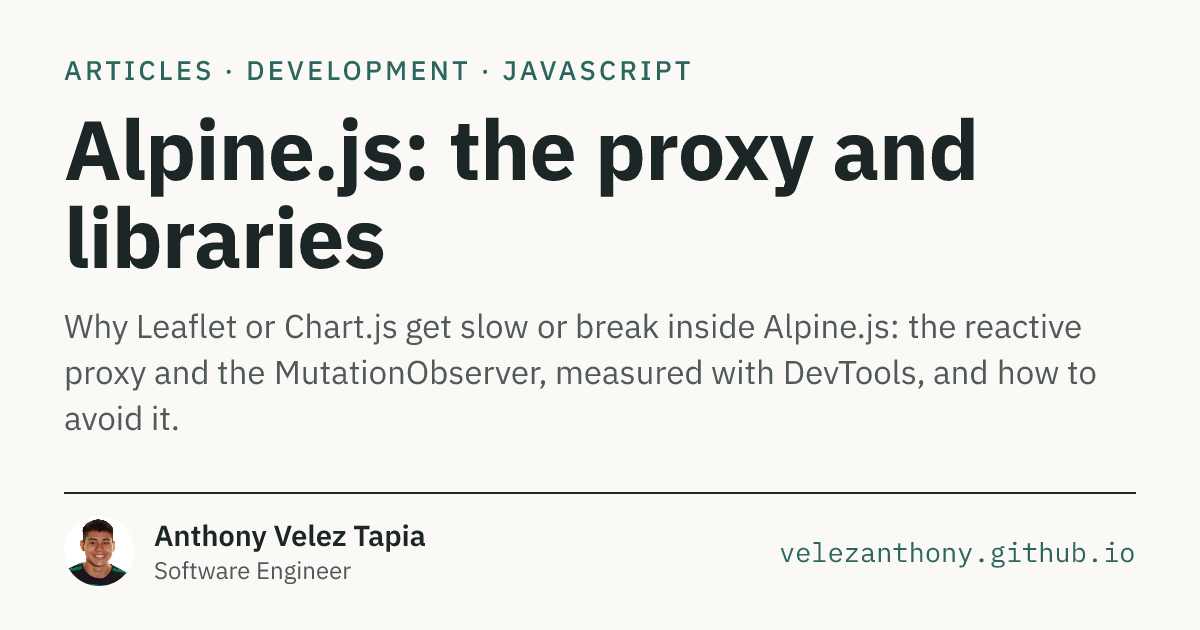 ARTICLES · DEVELOPMENT · JAVASCRIPT
Alpine.js: the proxy and
libraries
Why Leaflet or Chart.js get slow or break inside Alpine.js: the reactive
proxy and the MutationObserver, measured with DevTools, and how to
avoid it.
Anthony Velez Tapia
Software Engineer
velezanthony.github.io